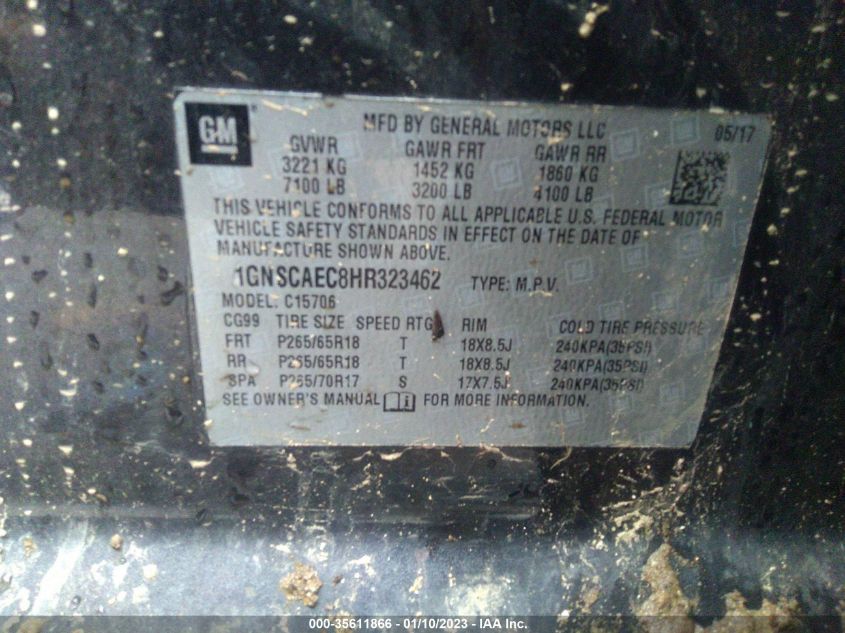 GM
MFD BY GENERAL MOTORS LLC 05/17
GVWR GAWR FRT GAWR RR
3221 KG 1452 KG 1860 KG
7100 LB 3200 LB 4100 LB
THIS VEHICLE CONFORMS TO ALL APPLICABLE U.S. FEDERAL MOTOR
VEHICLE SAFETY STANDARDS IN EFFECT ON THE DATE OF
MANUFACTURE SHOWN ABOVE.
1GNSCAEC8HR323462 TYPE: M.P.V.
MODEL: C15706
CG99 TIRE SIZE SPEED RTG RIM COLD TIRE PRESSURE
FRT P265/65R18 T 18X8.5J 240KPA(35PSI)
RR P265/65R18 T 18X8.5J 240KPA(35PSI)
SPA P265/70R17 S 17X7.5J 240KPA(35PSI)
SEE OWNER'S MANUAL FOR MORE INFORMATION.
000-35611866 - 01/10/2023 - IAA Inc.